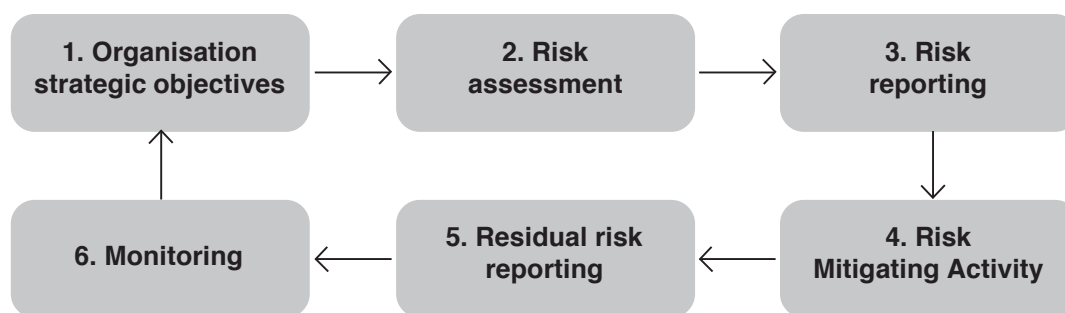 1. Organisation
strategic objectives
2. Risk
assessment
3. Risk
reporting
4. Risk
Mitigating Activity
5. Residual risk
reporting
6. Monitoring